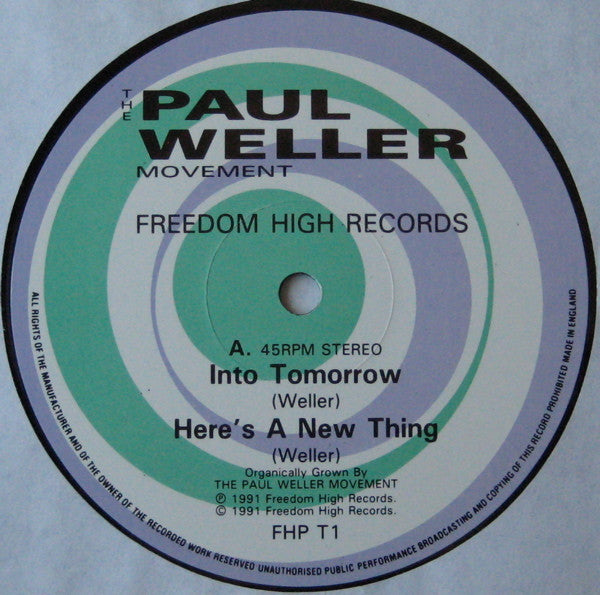 THE
PAUL
WELLER
MOVEMENT
FREEDOM HIGH RECORDS
A. 45RPM STEREO
Into Tomorrow
(Weller)
Here's A New Thing
(Weller)
Organically Grown By
THE PAUL WELLER MOVEMENT
℗ 1991 Freedom High Records.
© 1991 Freedom High Records.
FHP T1
ALL RIGHTS OF THE MANUFACTURER AND OF THE OWNER OF THE RECORDED WORK RESERVED UNAUTHORISED PUBLIC PERFORMANCE BROADCASTING AND COPYING OF THIS RECORD PROHIBITED MADE IN ENGLAND